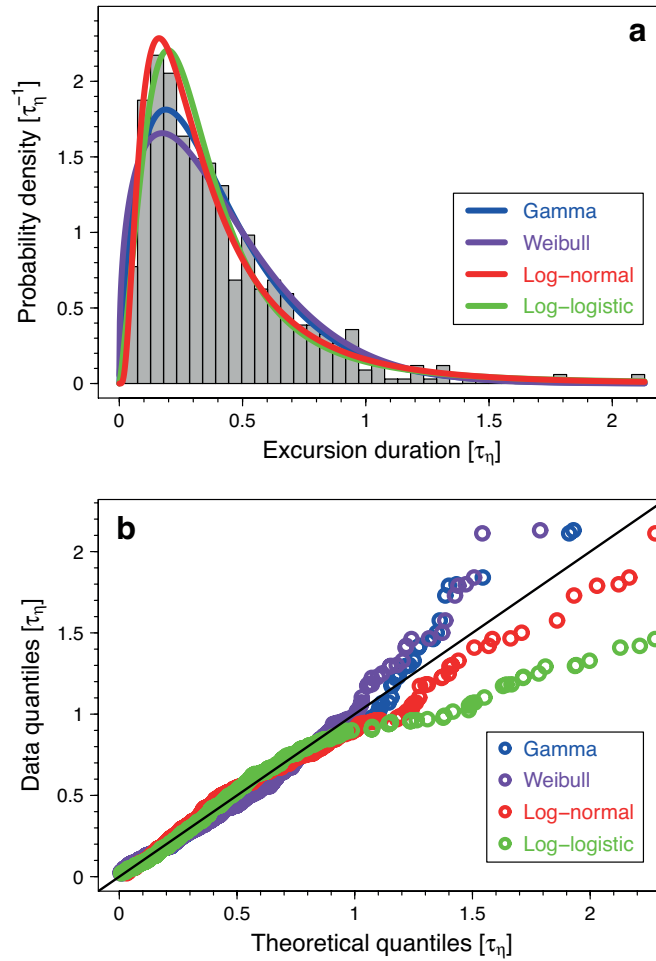 a
Probability density [τη⁻¹]
2
1.5
1
0.5
0
Gamma
Weibull
Log−normal
Log−logistic
0 0.5 1 1.5 2
Excursion duration [τη]
b
Data quantiles [τη]
2
1.5
1
0.5
0
Gamma
Weibull
Log−normal
Log−logistic
0 0.5 1 1.5 2
Theoretical quantiles [τη]